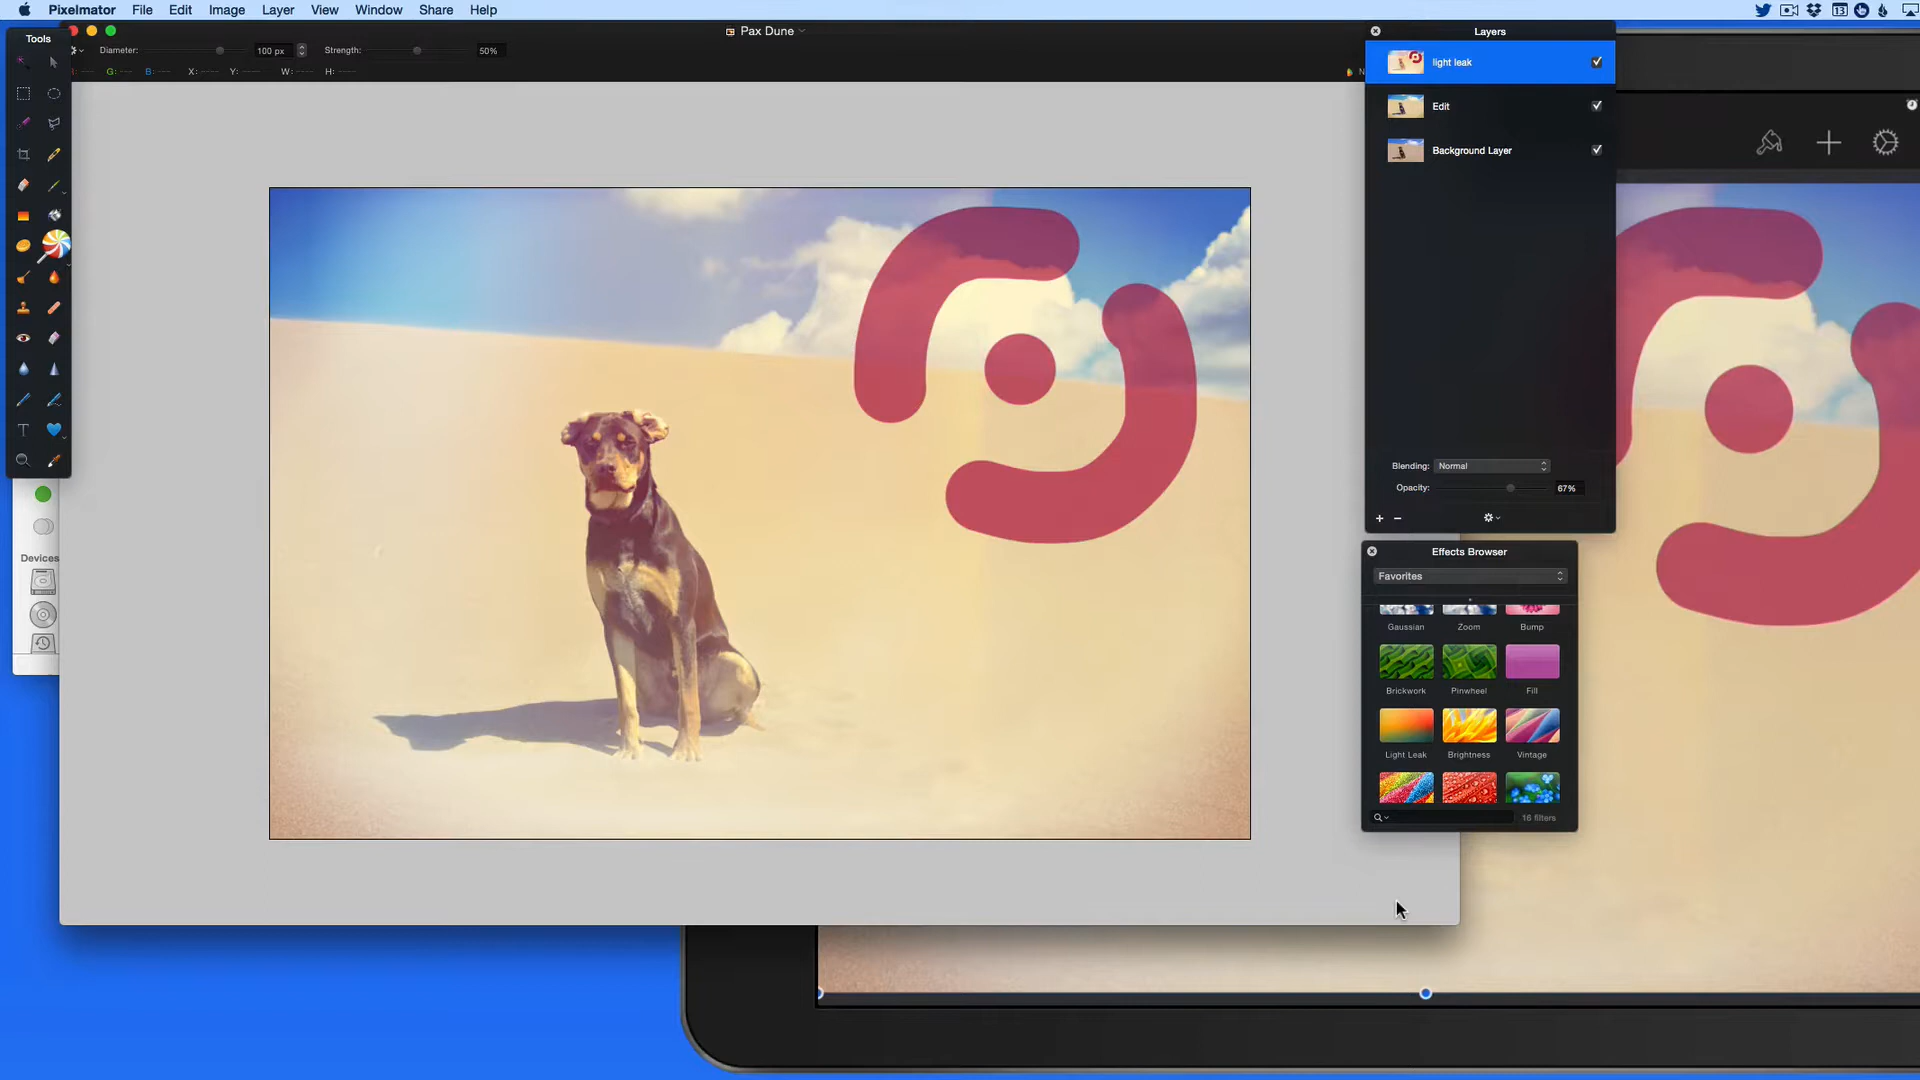 Pixelmator File Edit Image Layer View Window Share Help
13
Tools
Pax Dune
Diameter: 100 px Strength: 50%
G: B: X: Y: W: H:
N
Layers
light leak
Edit
Background Layer
Blending: Normal
Opacity: 67%
Devices
Effects Browser
Favorites
Gaussian Zoom Bump
Brickwork Pinwheel Fill
Light Leak Brightness Vintage
16 filters
T